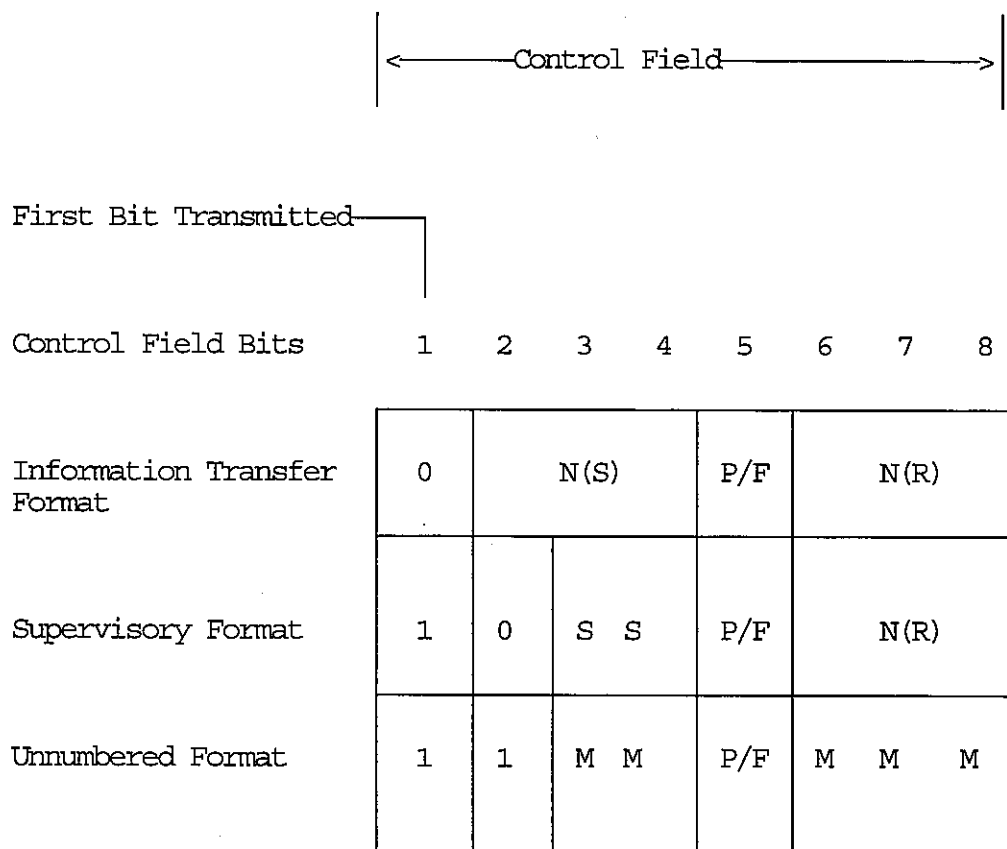 Control Field
First Bit Transmitted
Control Field Bits 1 2 3 4 5 6 7 8
Information Transfer Format 0 N(S) P/F N(R)
Supervisory Format 1 0 S S P/F N(R)
Unnumbered Format 1 1 M M P/F M M M